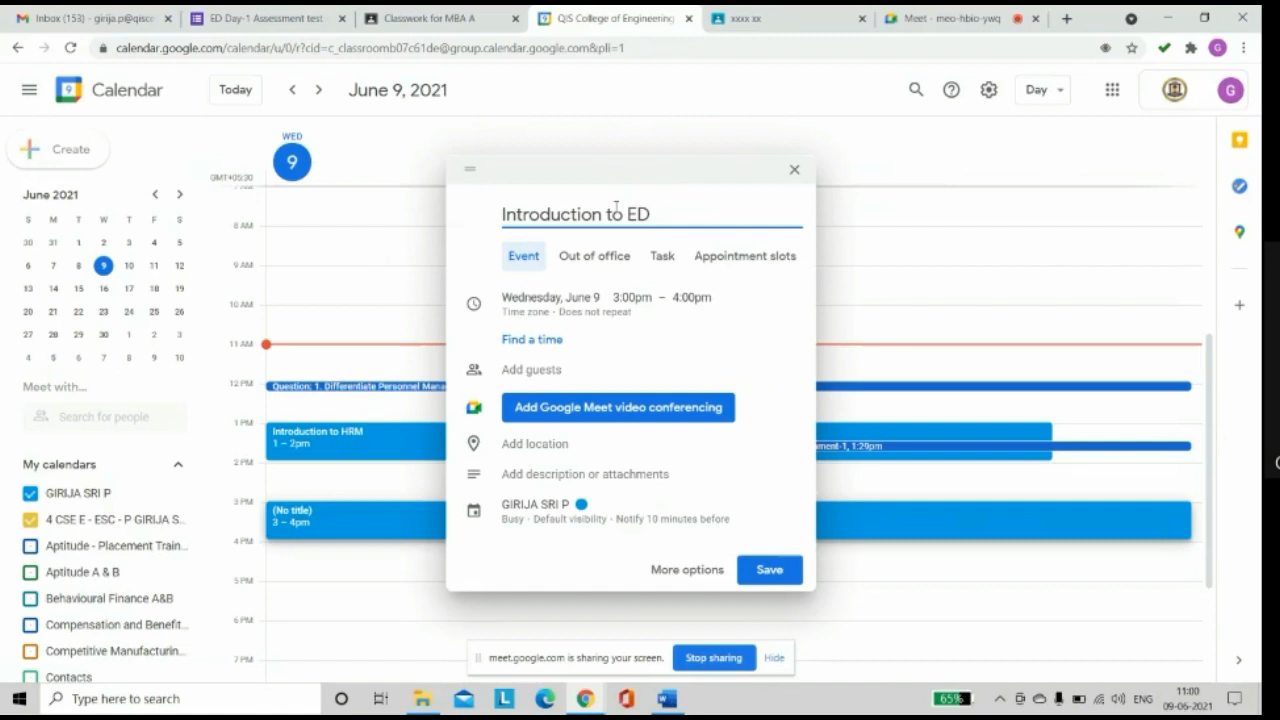 Inbox (153) - girija.p@qisce
ED Day-1 Assessment test
Classwork for MBA A
QIS College of Engineering
xxxx xx
Meet - meo-hbio-ywq
calendar.google.com/calendar/u/0/r?cid=c_classroomb07c61de@group.calendar.google.com&pli=1
G
9
Calendar
Today
June 9, 2021
Day
G
Create
WED
9
GMT+05:30
June 2021
S M T W T F S
30 31 1 2 3 4 5
6 7 8 9 10 11 12
13 14 15 16 17 18 19
20 21 22 23 24 25 26
27 28 29 30 1 2 3
4 5 6 7 8 9 10
Meet with...
Search for people
My calendars
GIRIJA SRI P
4 CSE E - ESC - P GIRIJA S...
Aptitude - Placement Train...
Aptitude A & B
Behavioural Finance A&B
Compensation and Benefit...
Competitive Manufacturin...
Contacts
8 AM
9 AM
10 AM
11 AM
12 PM
1 PM
2 PM
3 PM
4 PM
5 PM
6 PM
7 PM
Question: 1. Differentiate Personnel Mana
Introduction to HRM
1 – 2pm
ment-1, 1:29pm
(No title)
3 – 4pm
Introduction to ED
Event Out of office Task Appointment slots
Wednesday, June 9 3:00pm – 4:00pm
Time zone · Does not repeat
Find a time
Add guests
Add Google Meet video conferencing
Add location
Add description or attachments
GIRIJA SRI P
Busy · Default visibility · Notify 10 minutes before
More options
Save
meet.google.com is sharing your screen.
Stop sharing
Hide
Type here to search
L
65%
ENG
11:00
09-06-2021